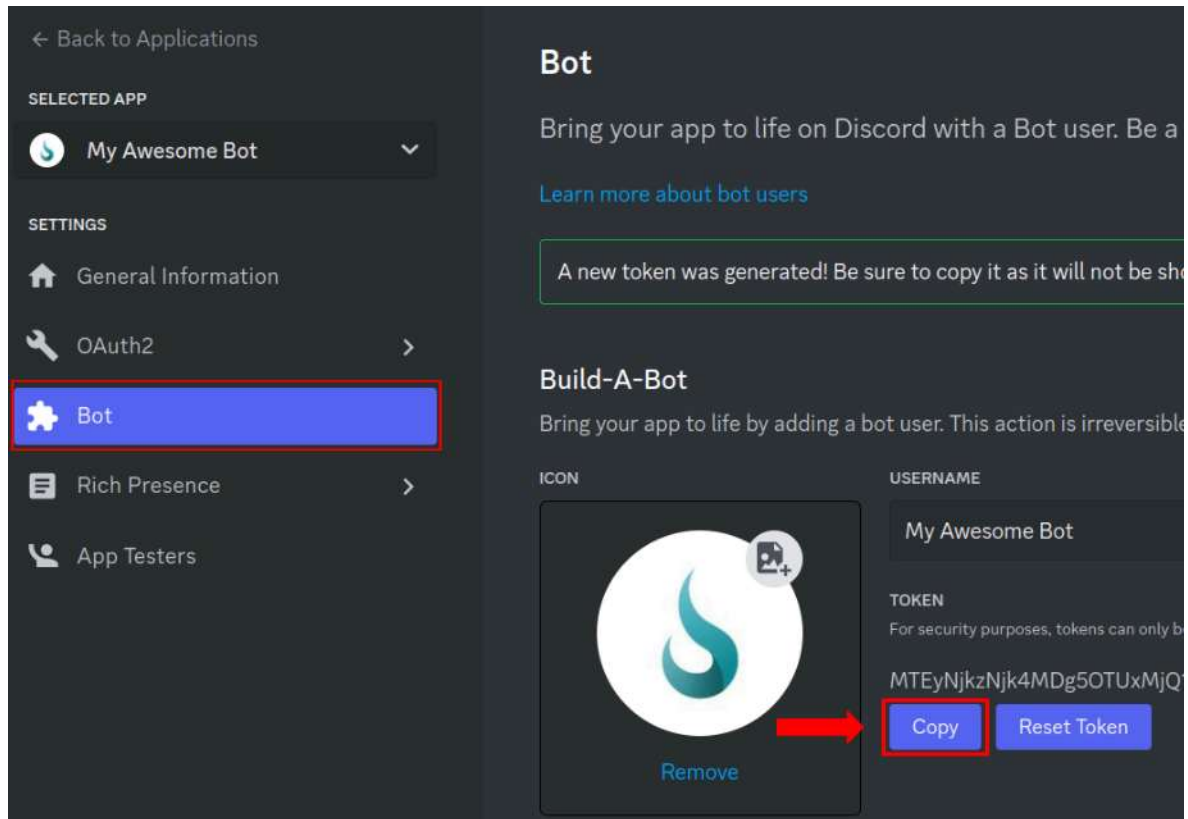 ← Back to Applications
SELECTED APP
My Awesome Bot
SETTINGS
General Information
OAuth2
Bot
Rich Presence
App Testers
Bot
Bring your app to life on Discord with a Bot user. Be a
Learn more about bot users
A new token was generated! Be sure to copy it as it will not be
Build-A-Bot
Bring your app to life by adding a bot user. This action is irreversible
ICON
Remove
USERNAME
My Awesome Bot
TOKEN
For security purposes, tokens can only
MTEyNjkzNjk4MDg5OTUxMjQ
Copy
Reset Token